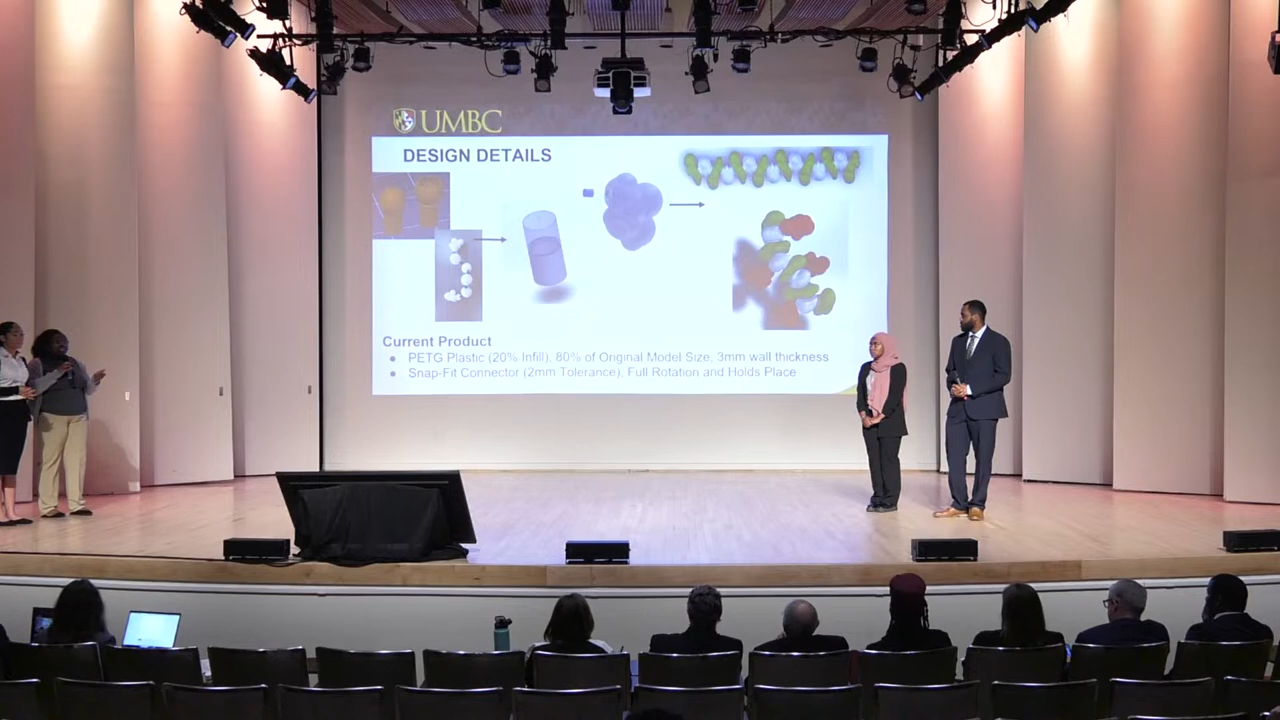 UMBC
DESIGN DETAILS
Current Product
● PETG Plastic (20% Infill), 80% of Original Model Size, 3mm wall thickness
● Snap-Fit Connector (2mm Tolerance), Full Rotation and Holds Place